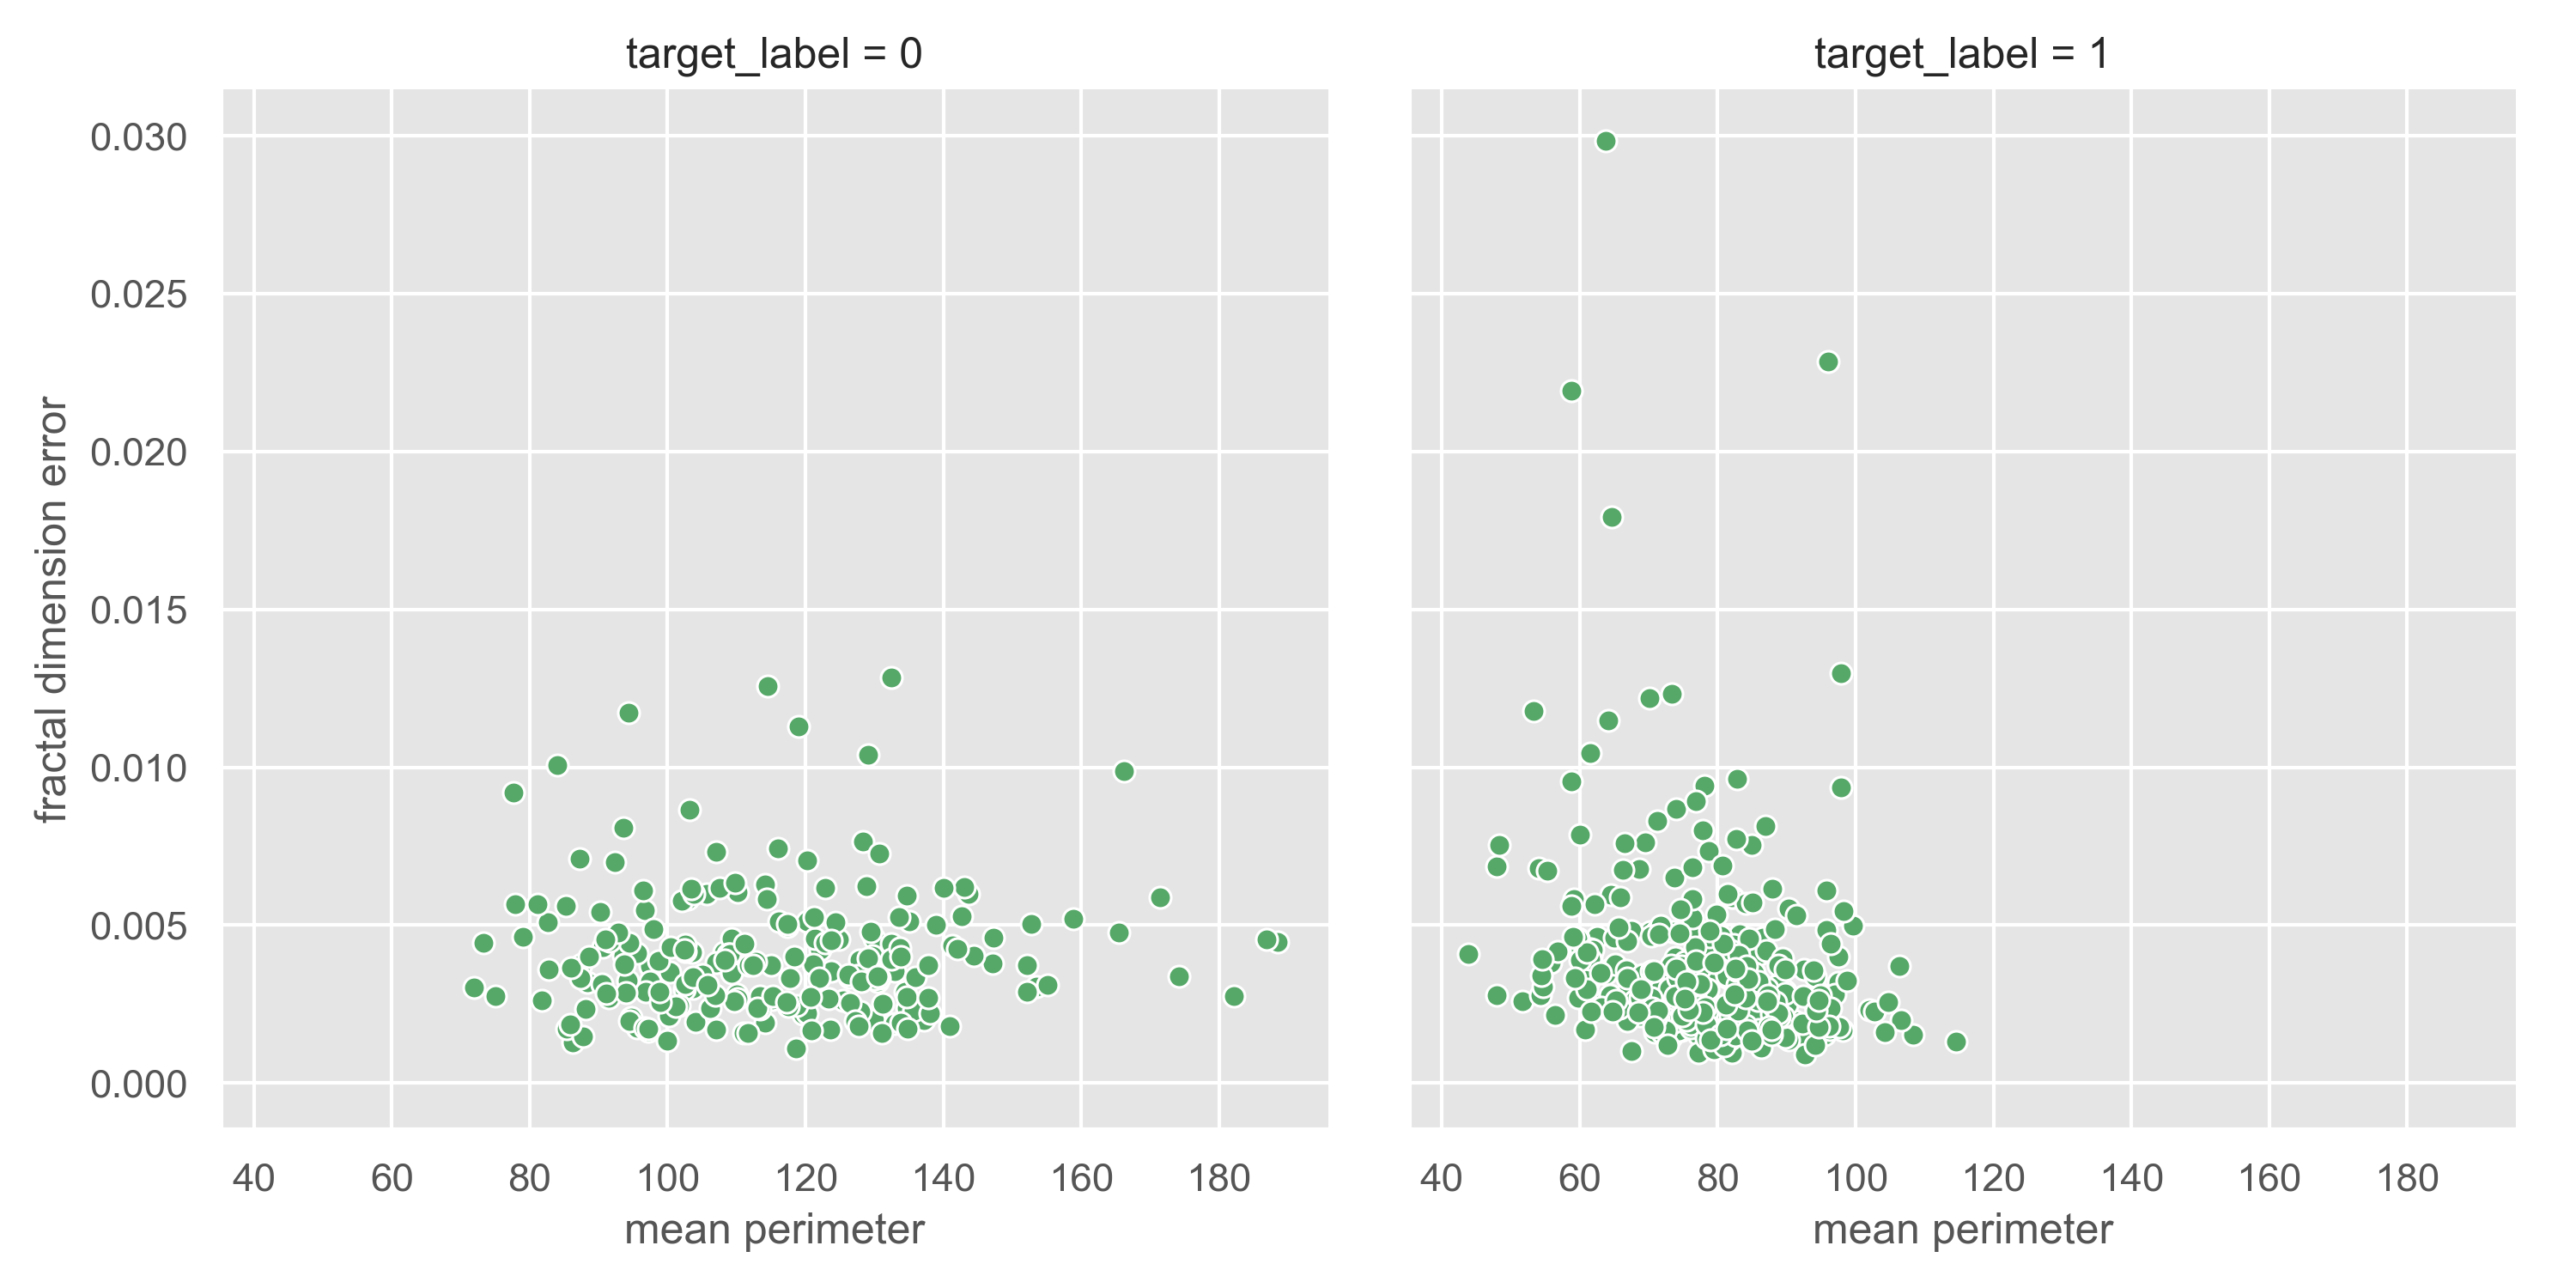 target_label = 0
target_label = 1
fractal dimension error
0.030
0.025
0.020
0.015
0.010
0.005
0.000
40 60 80 100 120 140 160 180
40 60 80 100 120 140 160 180
mean perimeter
mean perimeter